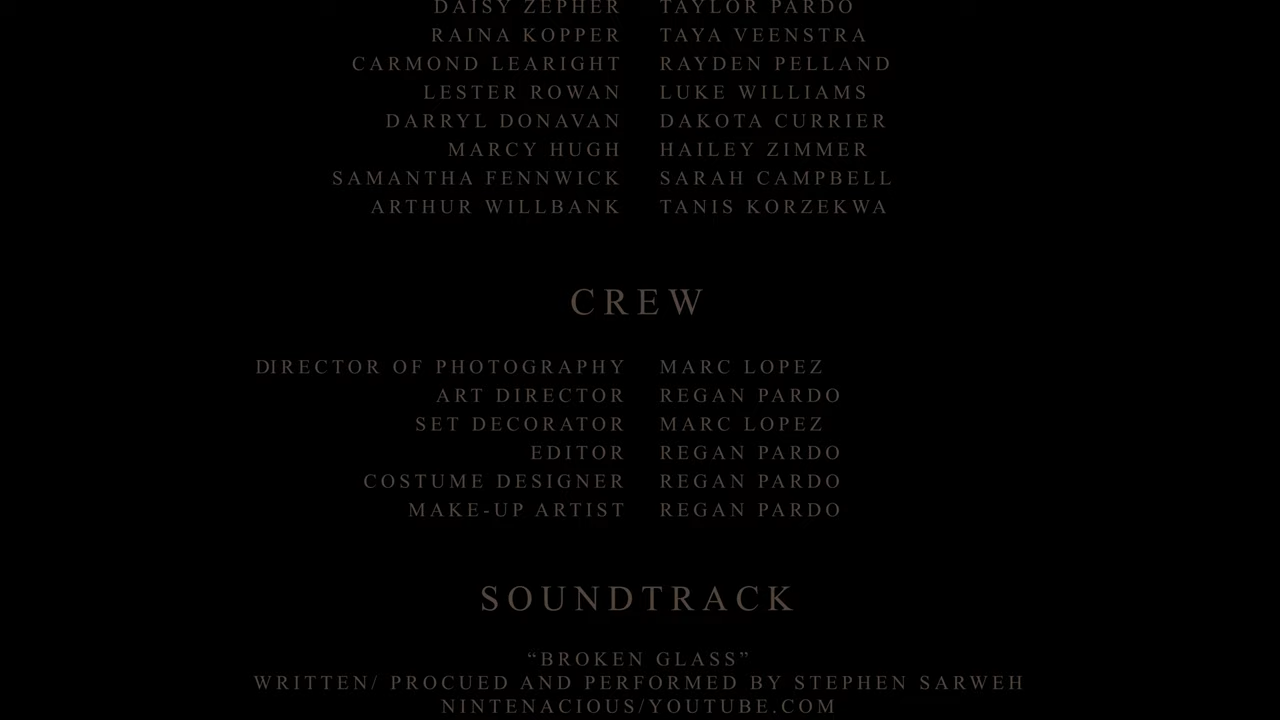 DAISY ZEPHER TAYLOR PARDO
RAINA KOPPER TAYA VEENSTRA
CARMOND LEARIGHT RAYDEN PELLAND
LESTER ROWAN LUKE WILLIAMS
DARRYL DONAVAN DAKOTA CURRIER
MARCY HUGH HAILEY ZIMMER
SAMANTHA FENNWICK SARAH CAMPBELL
ARTHUR WILLBANK TANIS KORZEKWA
CREW
DIRECTOR OF PHOTOGRAPHY MARC LOPEZ
ART DIRECTOR REGAN PARDO
SET DECORATOR MARC LOPEZ
EDITOR REGAN PARDO
COSTUME DESIGNER REGAN PARDO
MAKE-UP ARTIST REGAN PARDO
SOUNDTRACK
“BROKEN GLASS”
WRITTEN/ PROCUED AND PERFORMED BY STEPHEN SARWEH
NINTENACIOUS/YOUTUBE.COM